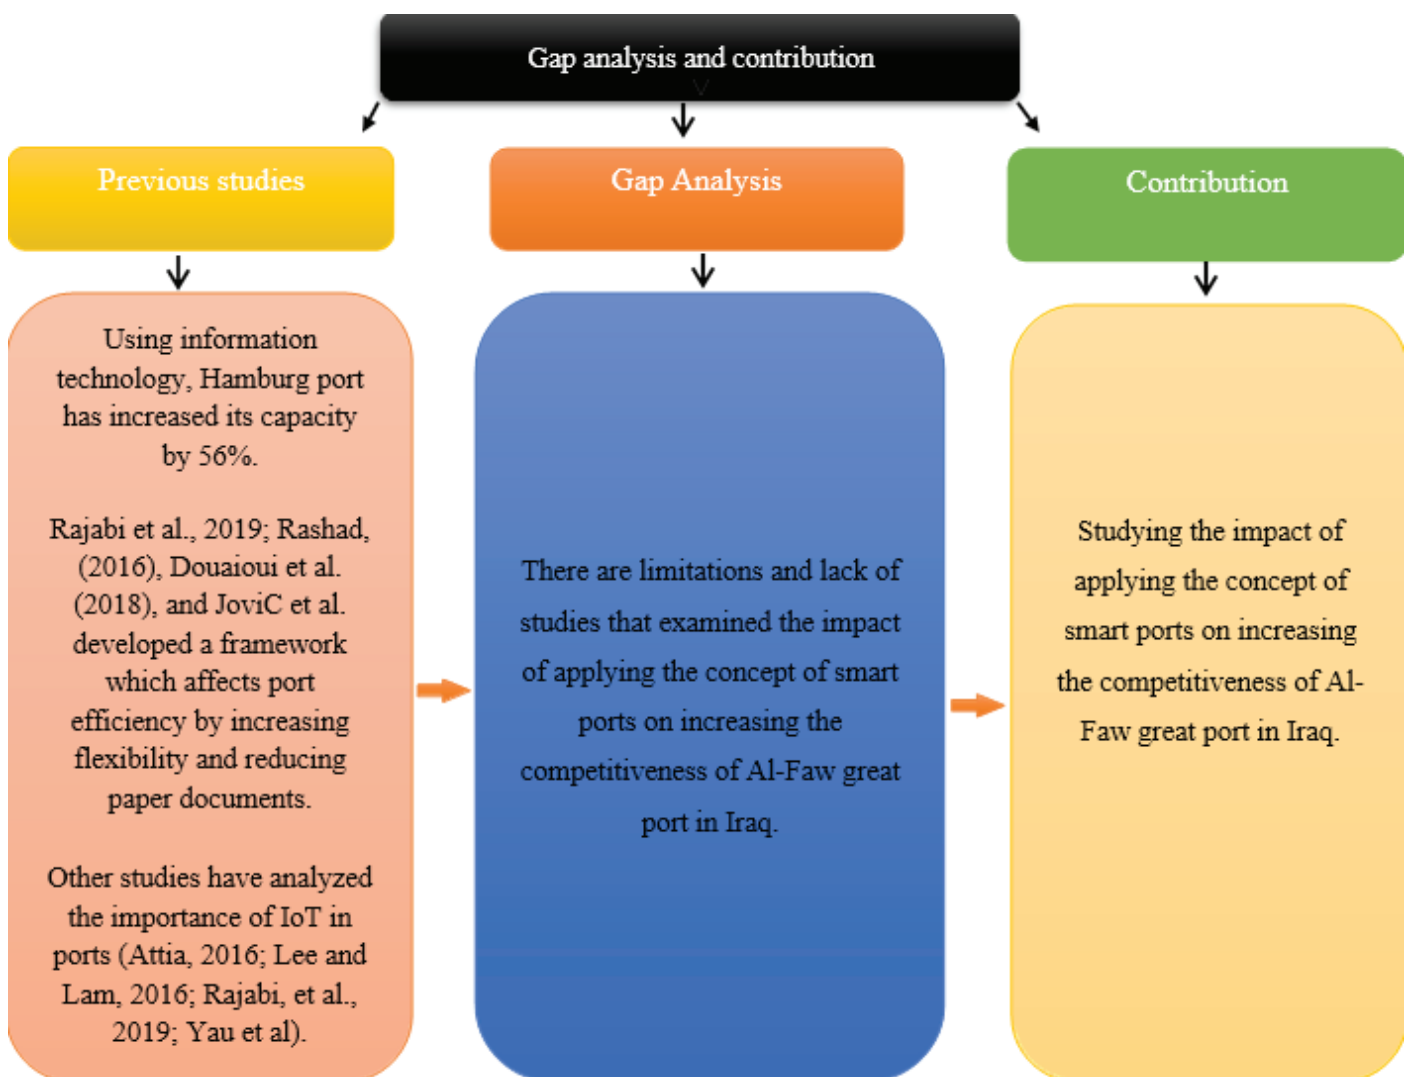 Gap analysis and contribution
Previous studies
Gap Analysis
Contribution
Using information
technology, Hamburg port
has increased its capacity
by 56%.
Rajabi et al., 2019; Rashad,
(2016), Douaioui et al.
(2018), and JoviC et al.
developed a framework
which affects port
efficiency by increasing
flexibility and reducing
paper documents.
Other studies have analyzed
the importance of IoT in
ports (Attia, 2016; Lee and
Lam, 2016; Rajabi, et al.,
2019; Yau et al).
There are limitations and lack of
studies that examined the impact
of applying the concept of smart
ports on increasing the
competitiveness of Al-Faw great
port in Iraq.
Studying the impact of
applying the concept of
smart ports on increasing
the competitiveness of Al-
Faw great port in Iraq.